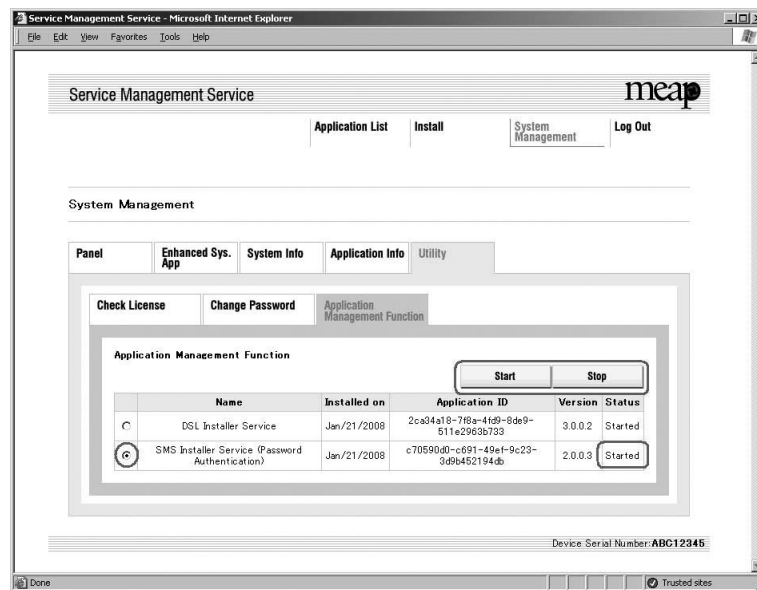 Service Management Service - Microsoft Internet Explorer
File Edit View Favorites Tools Help
Service Management Service
meap
Application List Install System Management Log Out
System Management
Panel Enhanced Sys. App System Info Application Info Utility
Check License Change Password Application Management Function
Application Management Function
Start Stop
Name Installed on Application ID Version Status
DSL Installer Service Jan/21/2008 2ca34a18-7f8a-4fd9-8de9-511e2963b733 3.0.0.2 Started
SMS Installer Service (Password Authentication) Jan/21/2008 c70590d0-c691-49ef-9c23-3d9b452194db 2.0.0.3 Started
Device Serial Number:ABC12345
Done Trusted sites